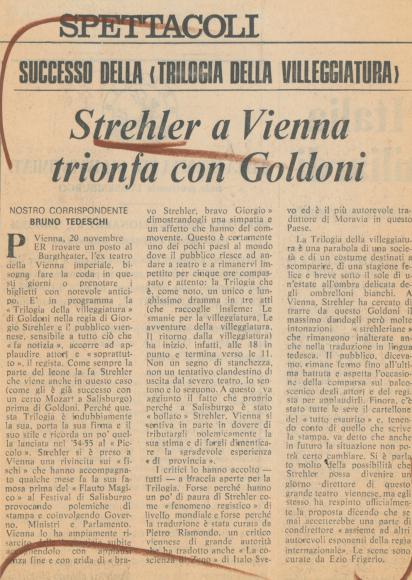 SPETTACOLI
SUCCESSO DELLA «TRILOGIA DELLA VILLEGGIATURA»
Strehler a Vienna
trionfa con Goldoni
NOSTRO CORRISPONDENTE
BRUNO TEDESCHI
Vienna, 20 novembre
PER trovare un posto al
Burgtheater, l'ex teatro
della Vienna imperiale, bi-
sogna fare la coda in que-
sti giorni o prenotare i
biglietti con notevole antici-
po. E' in programma la
« Trilogia della villeggiatura »
di Goldoni nella regia di Gior-
gio Strehler e il pubblico vien-
nese, sensibile a tutto ciò che
«fa notizia», accorre ad ap-
plaudire attori e «soprattut-
to», il regista. Come sempre la
parte del leone la fa Strehler
che viene anche in questo caso
(come gli è già successo con
un certo Mozart a Salisburgo)
prima di Goldoni. Perché que-
sta Trilogia è indubbiamente
la sua, porta la sua firma e il
suo stile e ricorda un po' quel-
la lanciata nel '54-55 al « Pic-
colo ». Strehler si è preso a
Vienna una rivincita sui « fi-
schi » che hanno accompagna-
to qualche mese fa la sua fa-
mosa prima del « Flauto Magi-
co » al Festival di Salisburgo
provocando polemiche di
stampa e coinvolgendo Gover-
no, Ministri e Parlamento.
Vienna lo ha ampiamente ri-
sarcito subite
applausi
senza fine e con grida di « bra-
vo Strehler, bravo Giorgio »
dimostrandogli una simpatia e
un affetto che hanno del com-
movente. Questo è certamente
uno dei pochi paesi al mondo
dove il pubblico riesce ad an-
dare a teatro e a rimanervi im-
pettito per cinque ore compas-
sato e attento: la Trilogia che
è, come noto, un unico e lun-
ghissimo dramma in tre atti
(che raccoglie insieme: Le
smanie per la villeggiatura, Le
avventure della villeggiatura,
Il ritorno dalla villeggiatura)
ha inizio, infatti, alle 18 in
punto e termina verso le 11.
Non un segno di stanchezza,
non un tentativo clandestino di
uscita dal severo teatro, lo sen-
tono e lo seguono. A questo va
aggiunto il fatto che proprio
perché a Salisburgo è stato
« bollato » Strehler, Vienna si
sentiva in parte in dovere di
tributargli polemicamente la
sua stima e di fargli dimentica-
re la sgradevole esperienza
« di provincia ».
I critici lo hanno accolto —
tutti — a braccia aperte per la
Trilogia. Forse perché hanno
un po' di paura di Strehler co-
me « fenomeno registico » di
livello mondiale e forse perché
la traduzione è stata curata da
Pietro Rismondo, un critico
viennese di grande autorità
che ha tradotto anche « La co-
scienza di Zeno » di Italo Sve-
vo ed è il più autorevole tra-
duttore di Moravia in questo
Paese.
La Trilogia della villeggiatu-
ra è una parabola di una socie-
tà e di un costume destinati a
scomparire, di una stagione fe-
lice e breve sotto il sole di u-
n'estate all'ombra delicata de-
gli ombrelloni bianchi. A
Vienna, Strehler ha cercato di
trarre da questo Goldoni il
massimo dandogli però molte
intonazioni « strehleriane »
che rimangono inalterate an-
che nella traduzione in lingua
tedesca. Il pubblico, diceva-
mo, rimane fermo fino all'ulti-
ma battuta e aspetta l'occasio-
ne della comparsa sul palco-
scenico degli attori e del regi-
sta per applaudirli. Finora, c'è
stato tutte le sere il cartellone
del « tutto esaurito » e, tenen-
do conto di quello che scrive
la stampa, va detto che anche
in futuro la situazione non po-
trà certo cambiare. Si è parla-
to molto della possibilità che
Strehler possa divenire un
giorno direttore di questo
grande teatro viennese, ma egli
stesso ha respinto ufficialmen-
te la proposta dicendo che se
mai accetterebbe una parte di
condirettore « assieme ad altri
autorevoli esponenti della regia
internazionale». Le scene sono
curate da Ezio Frigerio.